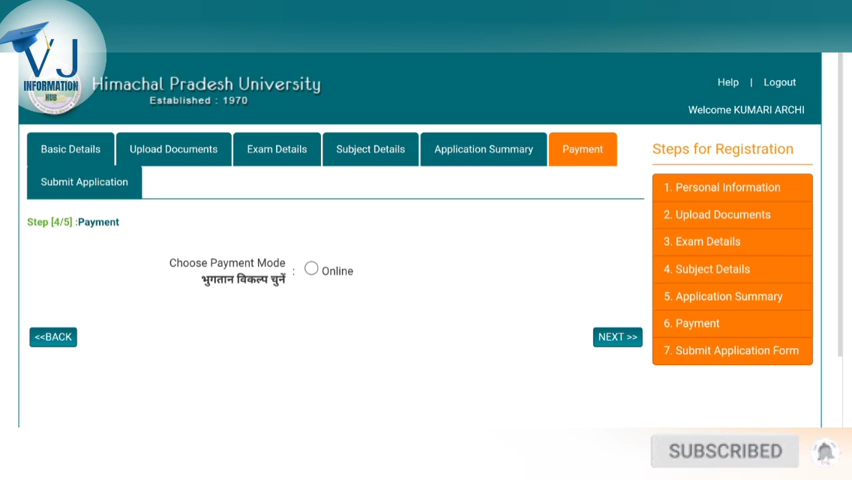 VJ
INFORMATION
HUB
Himachal Pradesh University
Established : 1970
Help | Logout
Welcome KUMARI ARCHI
Basic Details
Upload Documents
Exam Details
Subject Details
Application Summary
Payment
Submit Application
Steps for Registration
1. Personal Information
2. Upload Documents
3. Exam Details
4. Subject Details
5. Application Summary
6. Payment
7. Submit Application Form
Step [4/5] :Payment
Choose Payment Mode
भुगतान विकल्प चुनें
: Online
<<BACK
NEXT >>
SUBSCRIBED